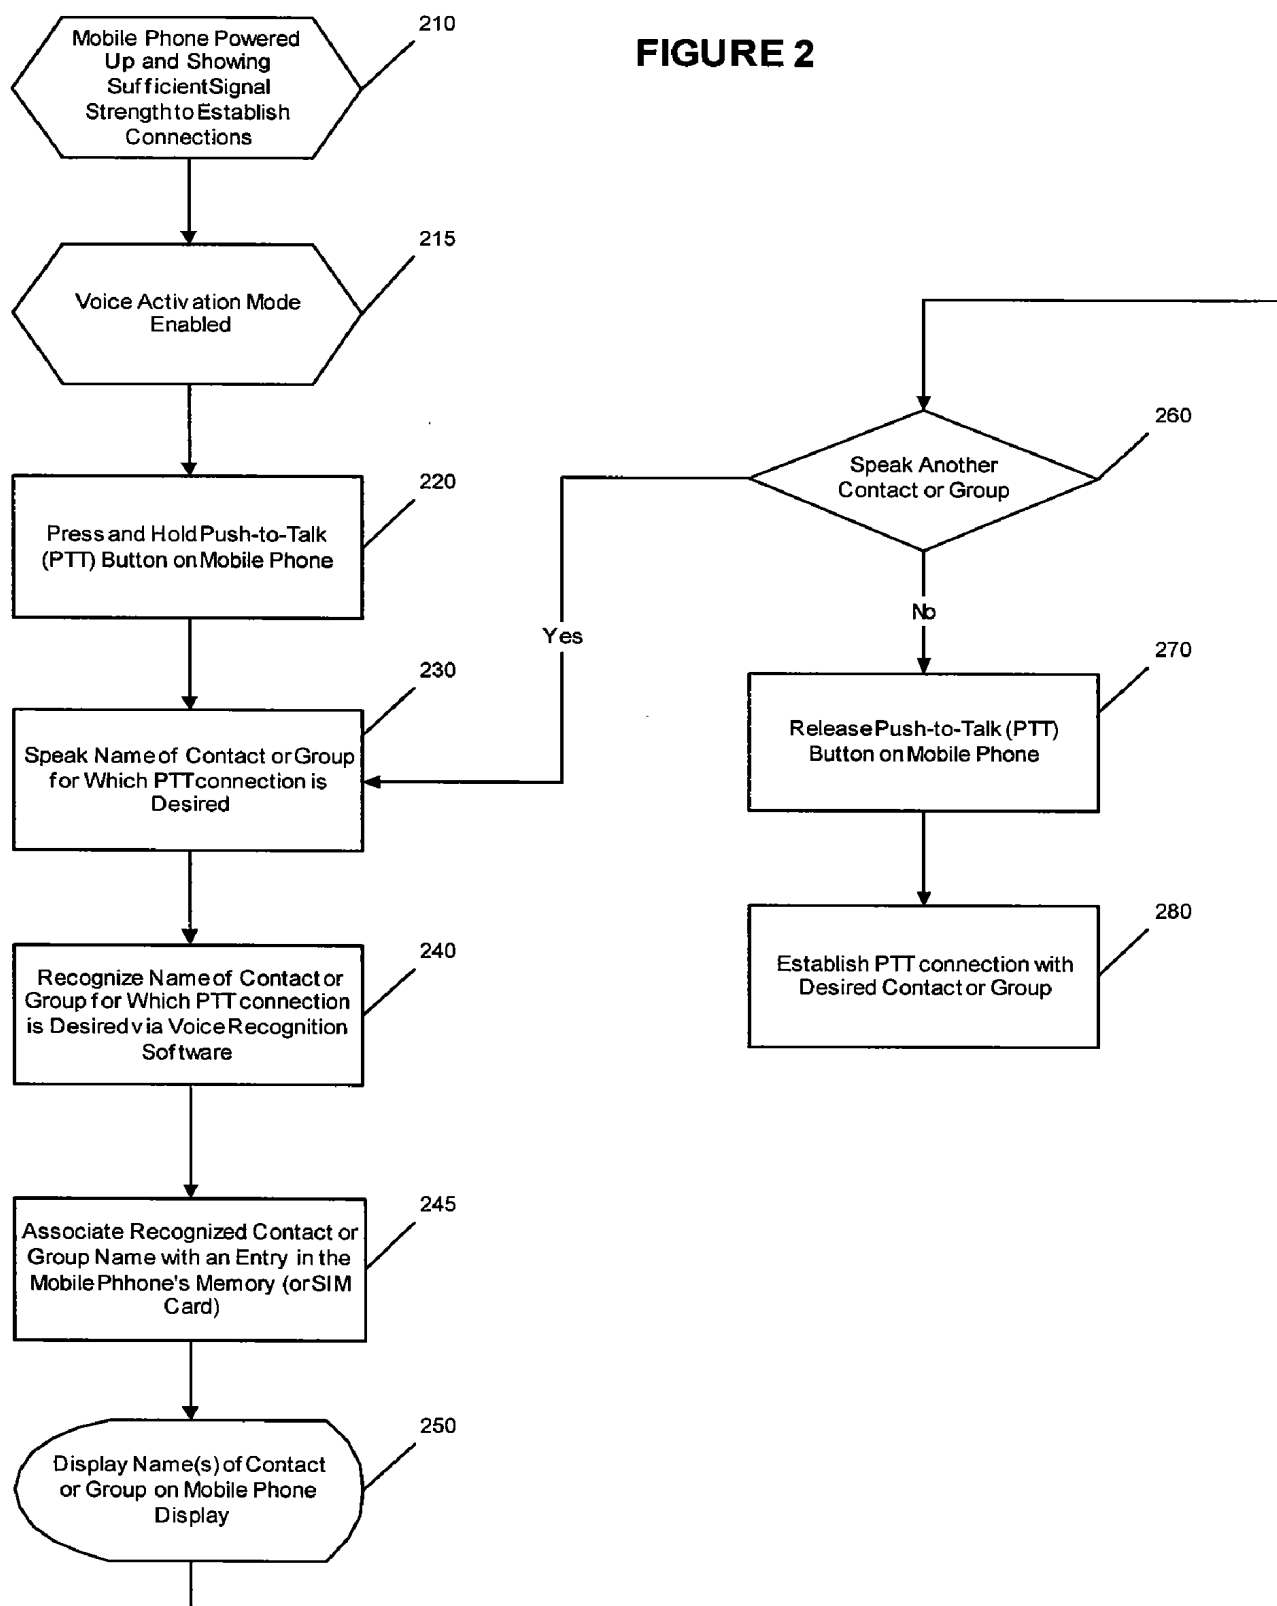 FIGURE 2
210
Mobile Phone Powered
Up and Showing
Sufficient Signal
Strength to Establish
Connections
215
Voice Activation Mode
Enabled
220
Press and Hold Push-to-Talk
(PTT) Button on Mobile Phone
230
Speak Name of Contact or Group
for Which PTT connection is
Desired
240
Recognize Name of Contact or
Group for Which PTT connection
is Desired via Voice Recognition
Software
245
Associate Recognized Contact or
Group Name with an Entry in the
Mobile Phhone's Memory (or SIM
Card)
250
Display Name(s) of Contact
or Group on Mobile Phone
Display
260
Speak Another
Contact or Group
Yes
No
270
Release Push-to-Talk (PTT)
Button on Mobile Phone
280
Establish PTT connection with
Desired Contact or Group